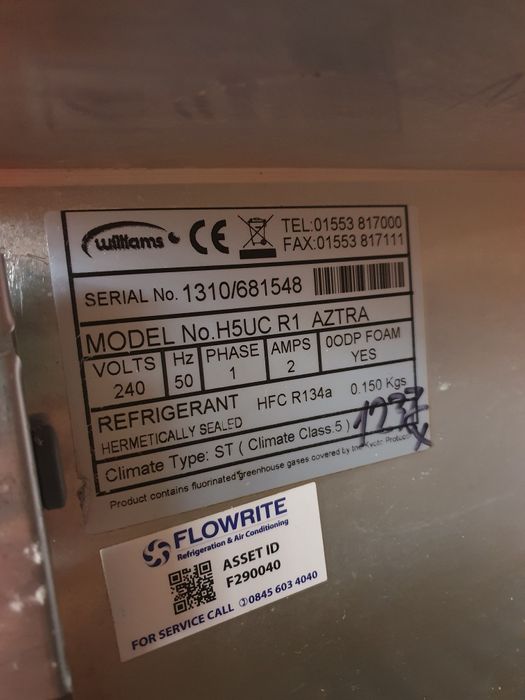 williams CE TEL:01553 817000
FAX:01553 817111
SERIAL No. 1310/681548
MODEL No.H5UC R1 AZTRA
VOLTS 240 Hz 50 PHASE 1 AMPS 2 0ODP FOAM YES
REFRIGERANT HFC R134a 0.150 Kgs
HERMETICALLY SEALED
Climate Type: ST ( Climate Class.5 )
Product contains fluorinated greenhouse gases covered by the Kyoto Protocol
FLOWRITE
Refrigeration & Air Conditioning
ASSET ID
F290040
FOR SERVICE CALL 0845 603 4040